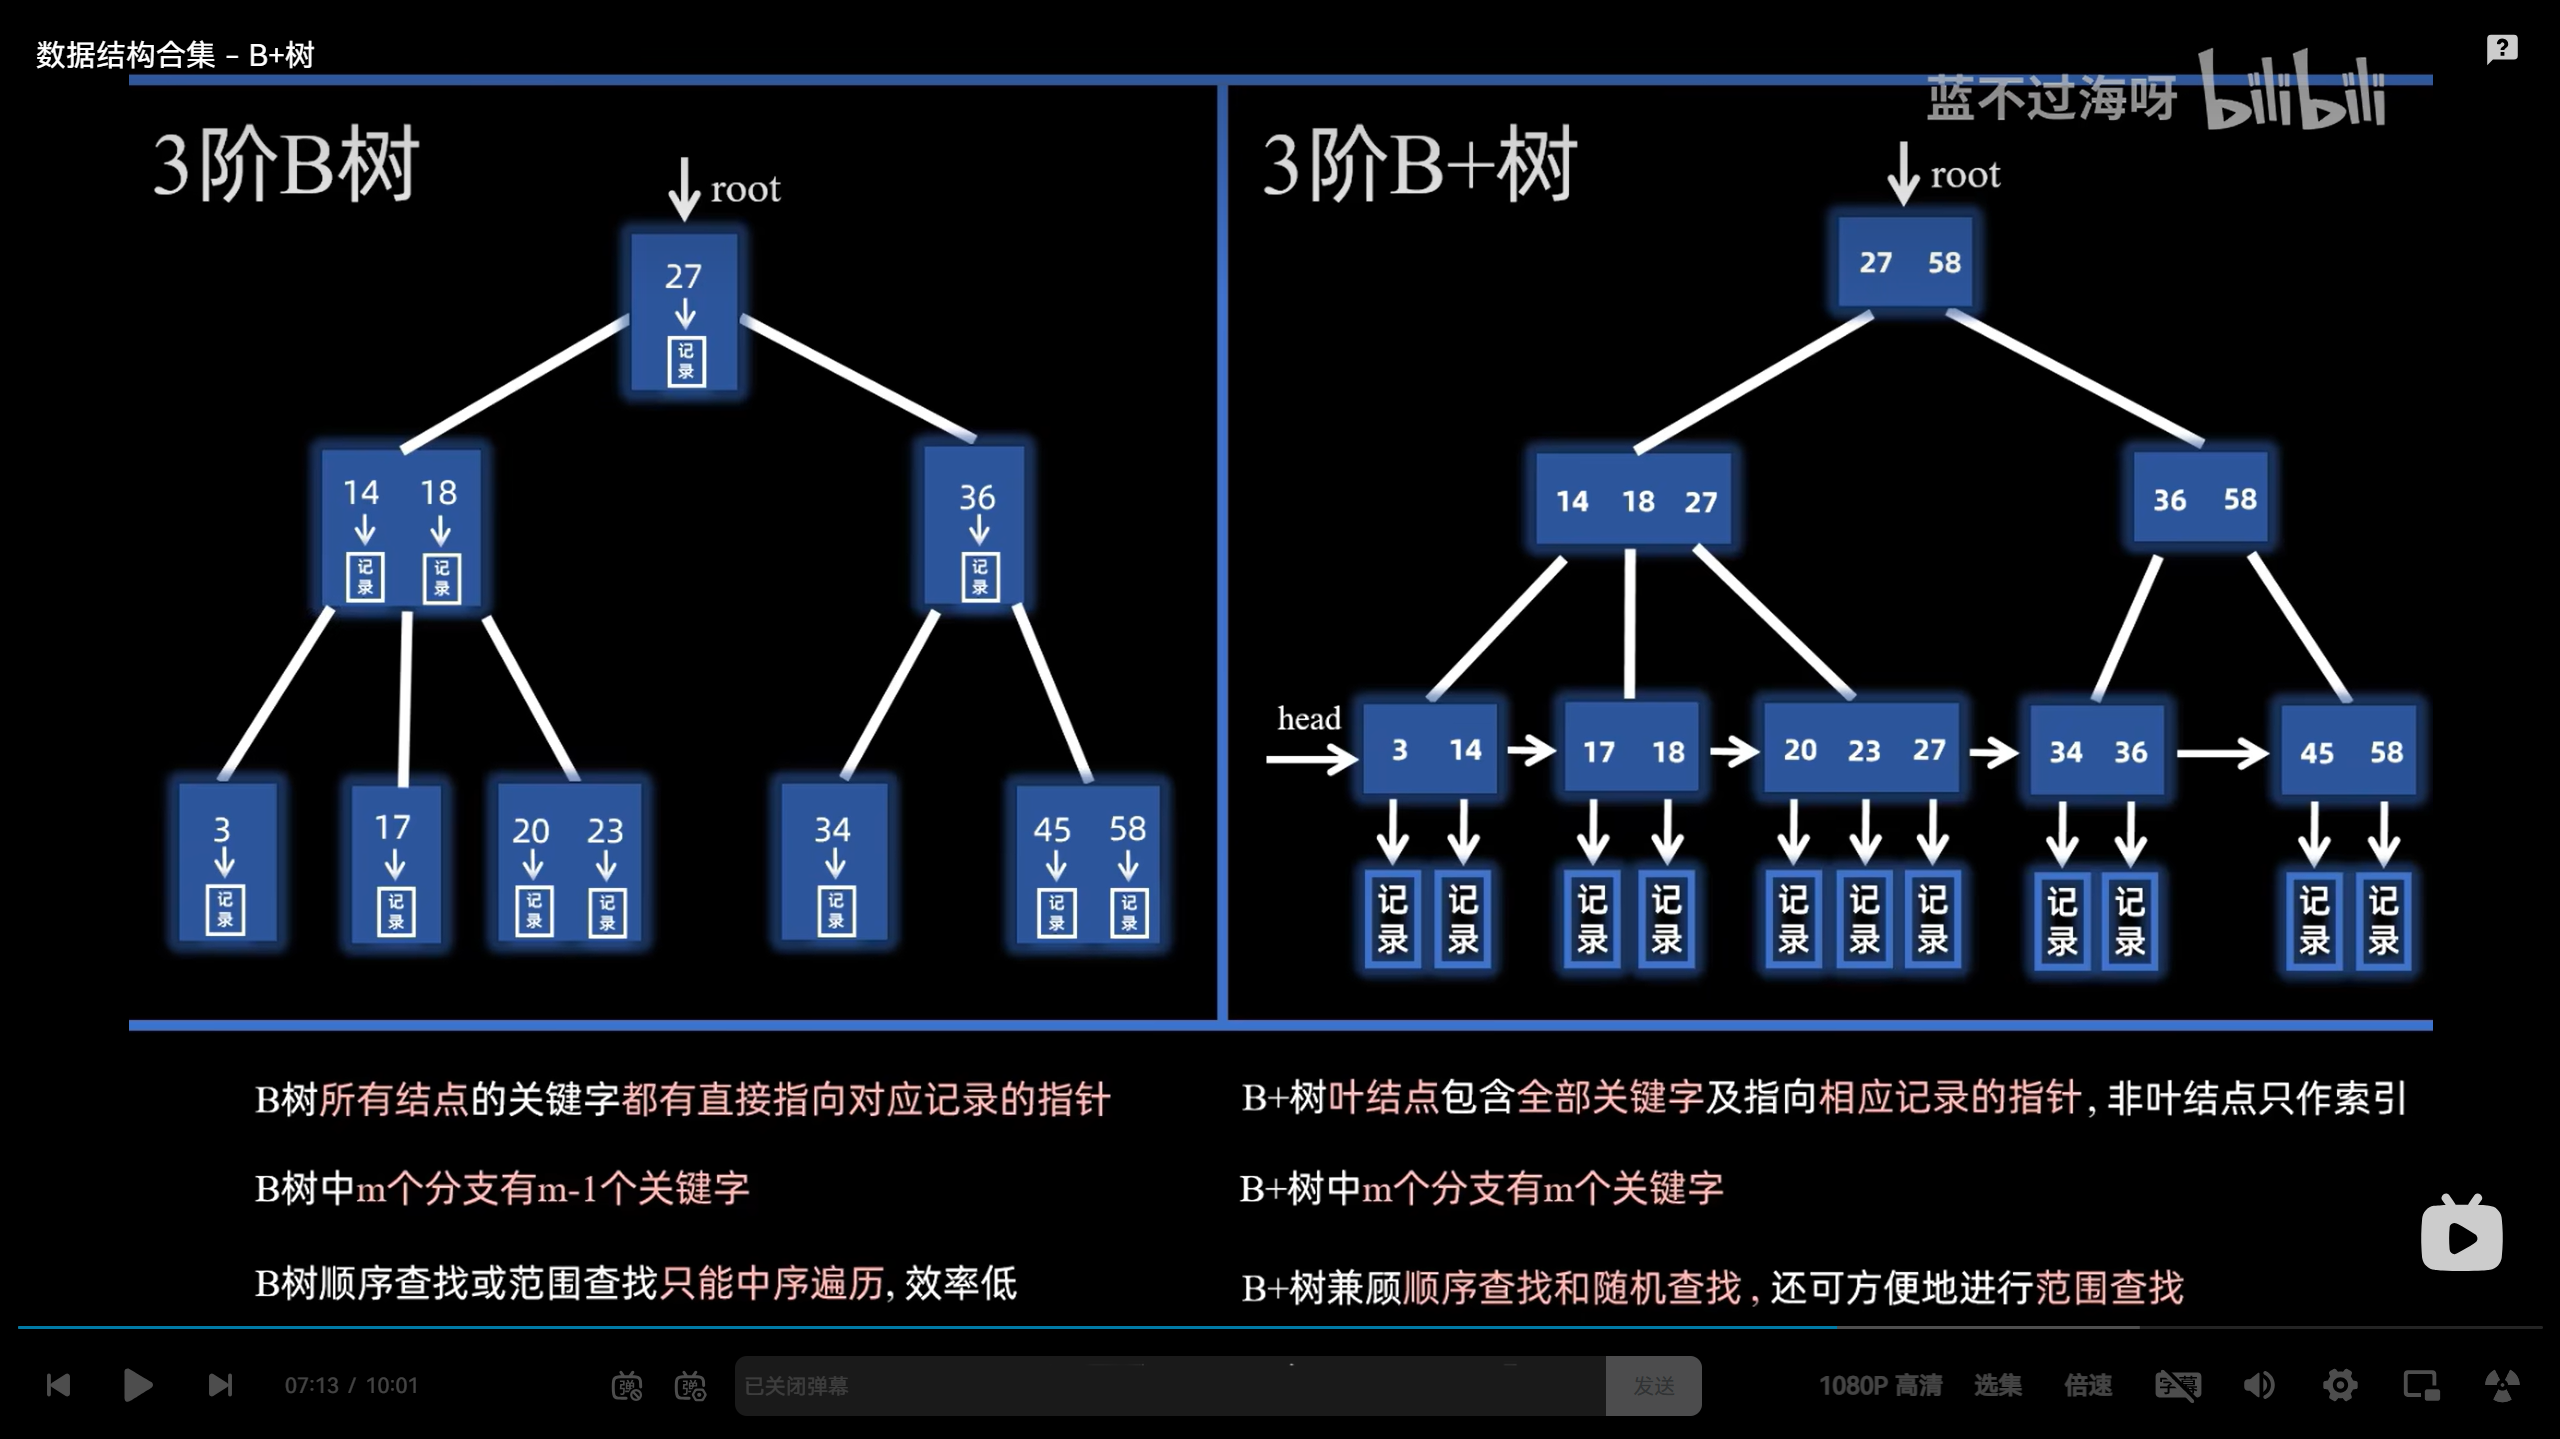 数据结构合集 – B+树
蓝不过海呀 bilibili
3阶B树
root
27
记录
14 18
记录 记录
36
记录
3
记录
17
记录
20 23
记录 记录
34
记录
45 58
记录 记录
3阶B+树
root
27 58
14 18 27
36 58
head
3 14
17 18
20 23 27
34 36
45 58
记录 记录 记录 记录 记录 记录 记录 记录 记录 记录 记录
B树所有结点的关键字都有直接指向对应记录的指针
B树中m个分支有m-1个关键字
B树顺序查找或范围查找只能中序遍历, 效率低
B+树叶结点包含全部关键字及指向相应记录的指针, 非叶结点只作索引
B+树中m个分支有m个关键字
B+树兼顾顺序查找和随机查找, 还可方便地进行范围查找
07:13 / 10:01
弹
弹
已关闭弹幕
发送
1080P 高清
选集
倍速
字幕